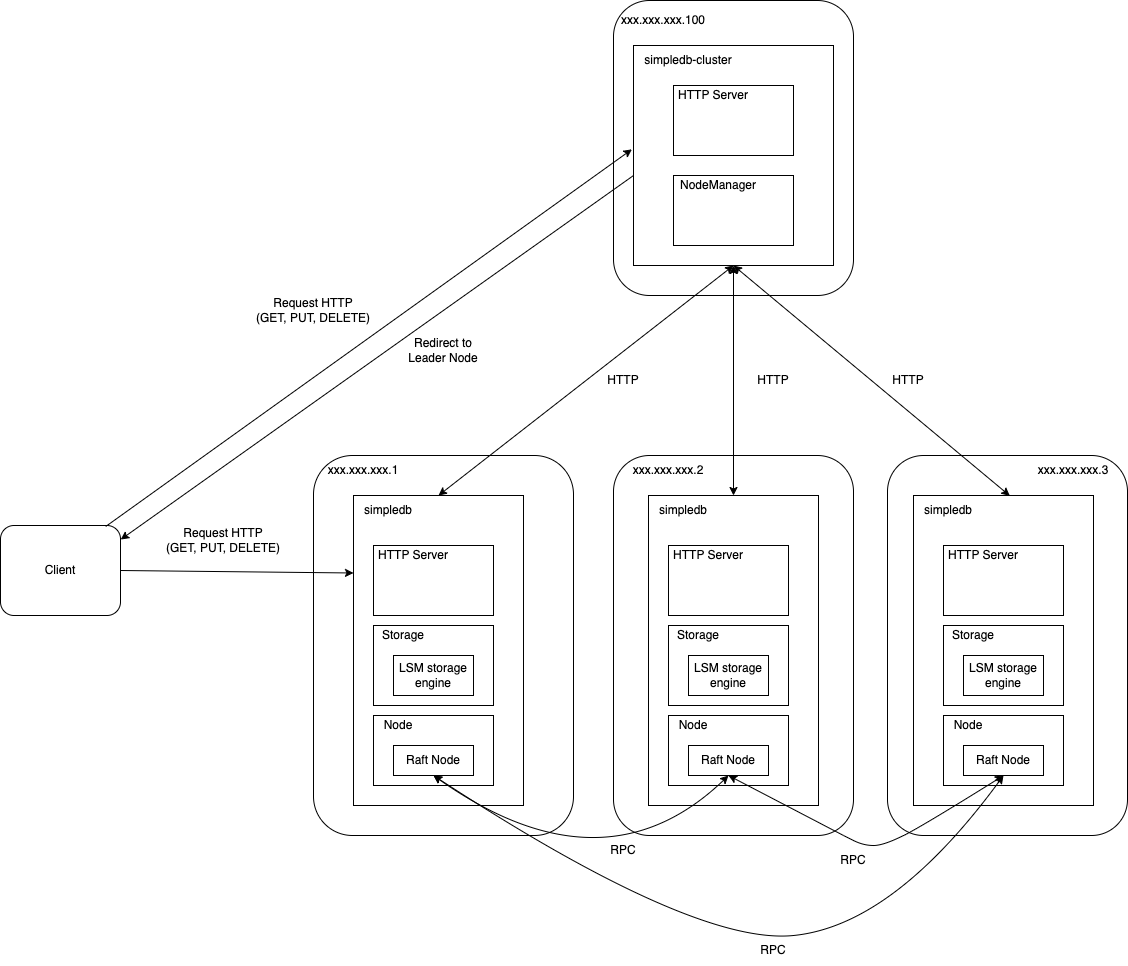 xxx.xxx.xxx.100
simpledb-cluster
HTTP Server
NodeManager
Request HTTP
(GET, PUT, DELETE)
Redirect to
Leader Node
HTTP
HTTP
HTTP
xxx.xxx.xxx.1
simpledb
HTTP Server
Storage
LSM storage
engine
Node
Raft Node
xxx.xxx.xxx.2
simpledb
HTTP Server
Storage
LSM storage
engine
Node
Raft Node
xxx.xxx.xxx.3
simpledb
HTTP Server
Storage
LSM storage
engine
Node
Raft Node
Client
Request HTTP
(GET, PUT, DELETE)
RPC
RPC
RPC